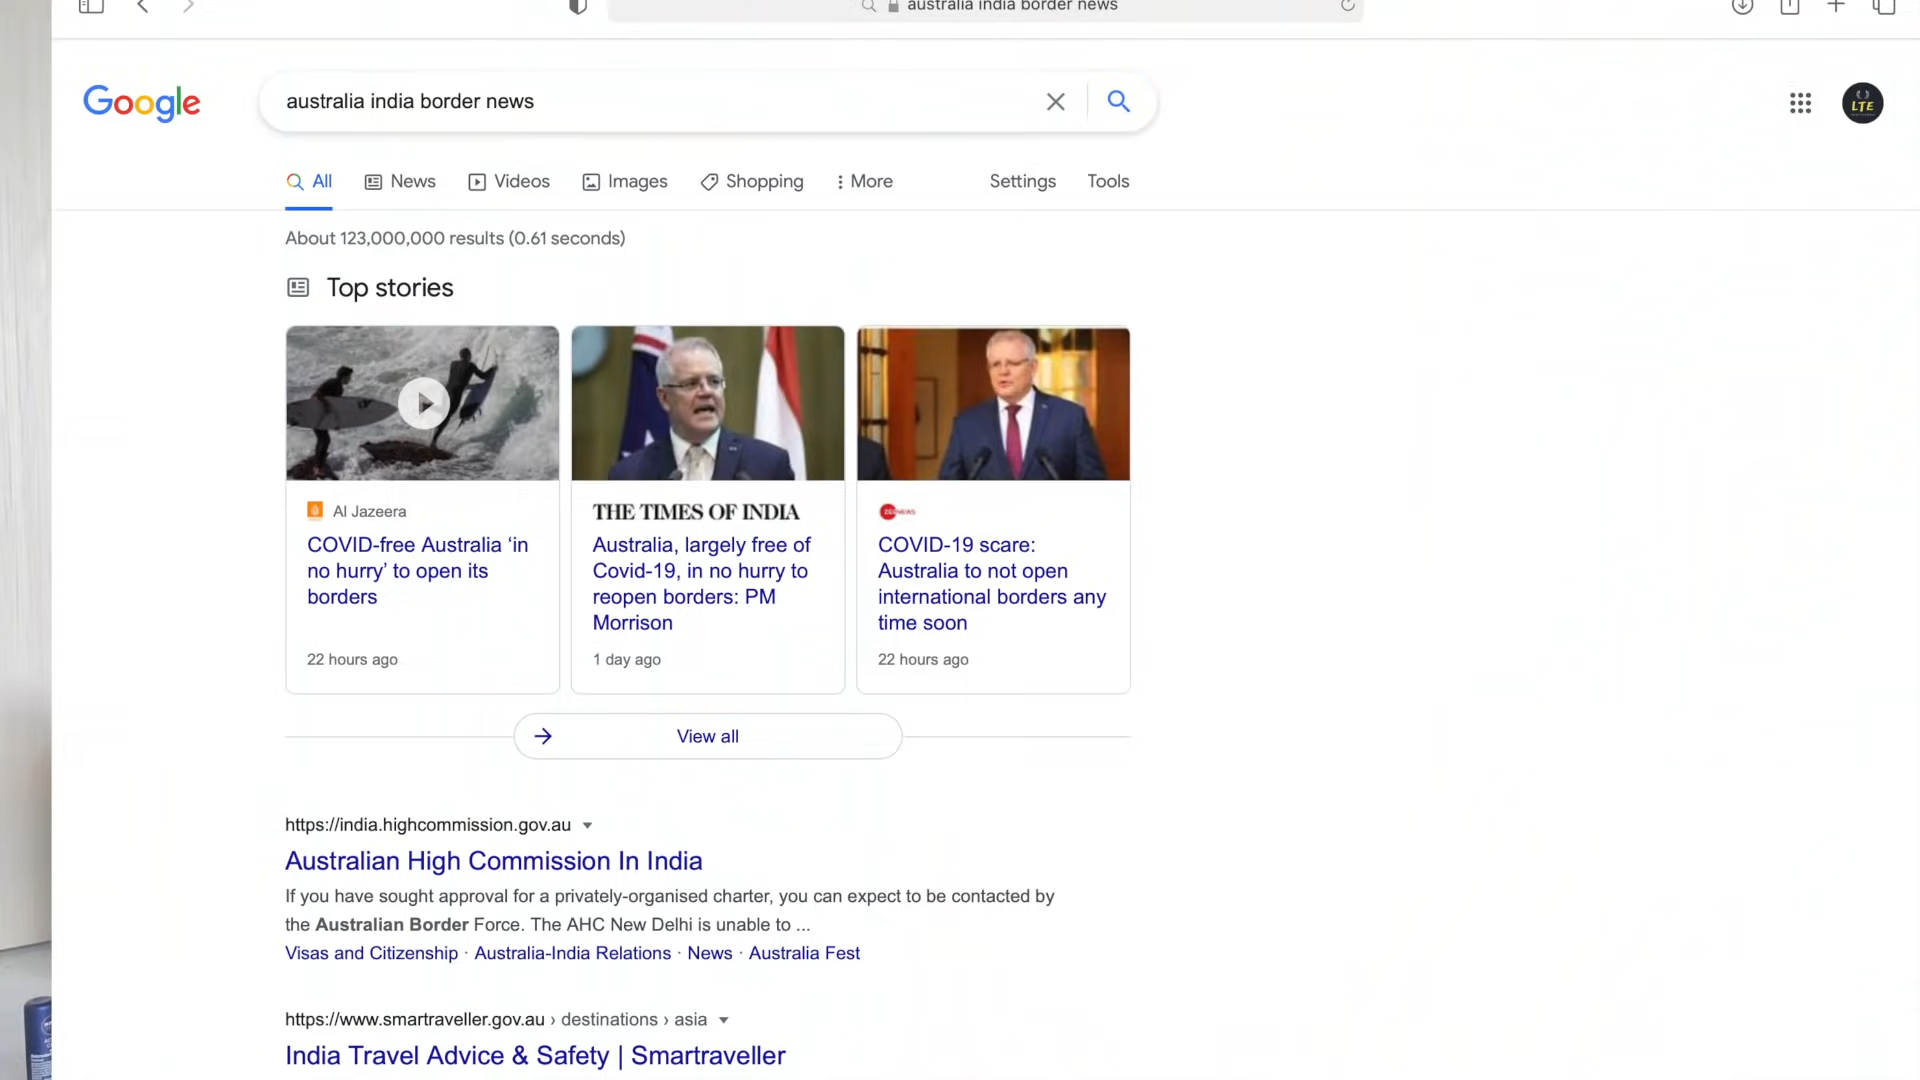 australia india border news
Google
australia india border news
LTE
All
News
Videos
Images
Shopping
More
Settings
Tools
About 123,000,000 results (0.61 seconds)
Top stories
Al Jazeera
COVID-free Australia ‘in
no hurry’ to open its
borders
22 hours ago
THE TIMES OF INDIA
Australia, largely free of
Covid-19, in no hurry to
reopen borders: PM
Morrison
1 day ago
ZEE NEWS
COVID-19 scare:
Australia to not open
international borders any
time soon
22 hours ago
View all
https://india.highcommission.gov.au
Australian High Commission In India
If you have sought approval for a privately-organised charter, you can expect to be contacted by
the Australian Border Force. The AHC New Delhi is unable to ...
Visas and Citizenship · Australia-India Relations · News · Australia Fest
https://www.smartraveller.gov.au › destinations › asia
India Travel Advice & Safety | Smartraveller